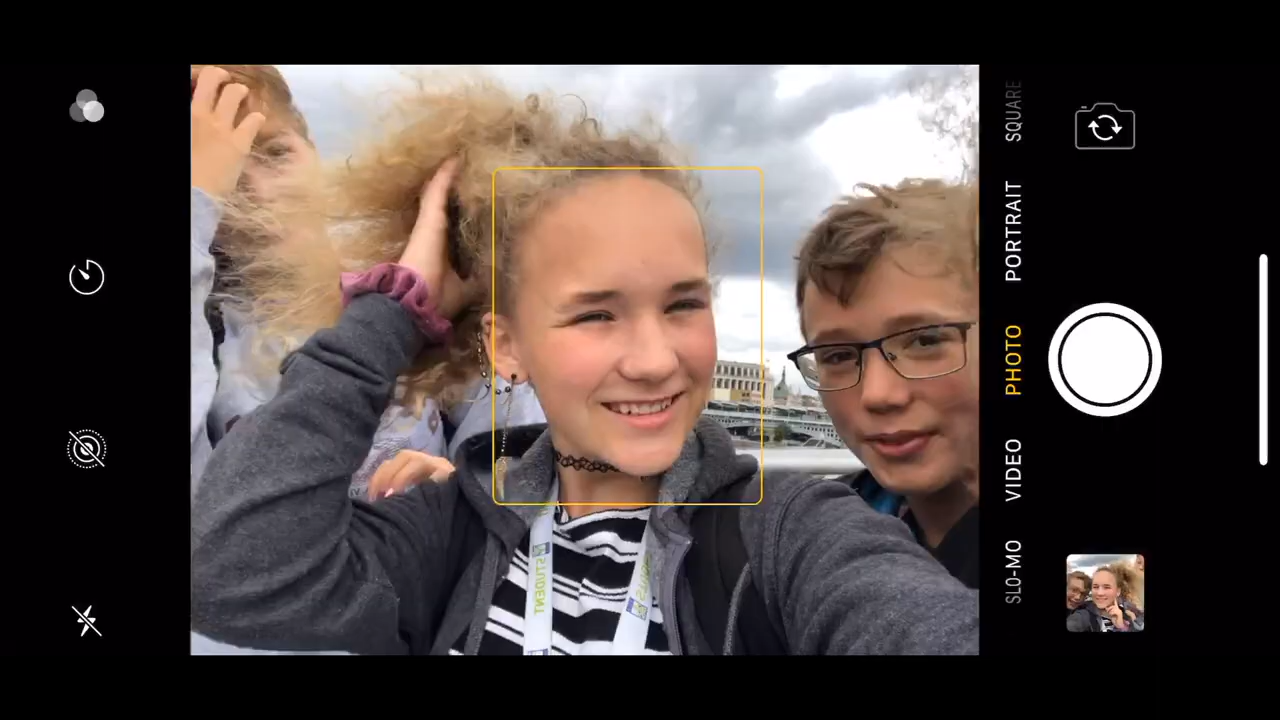 SQUARE
PORTRAIT
PHOTO
VIDEO
SLO-MO
STUDENT